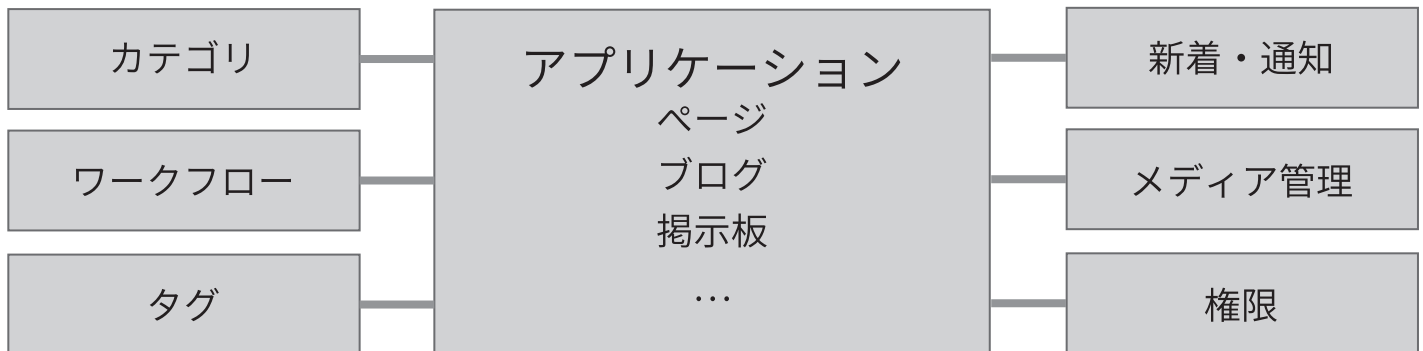 カテゴリ
ワークフロー
タグ
アプリケーション
ページ
ブログ
掲示板
…
新着・通知
メディア管理
権限